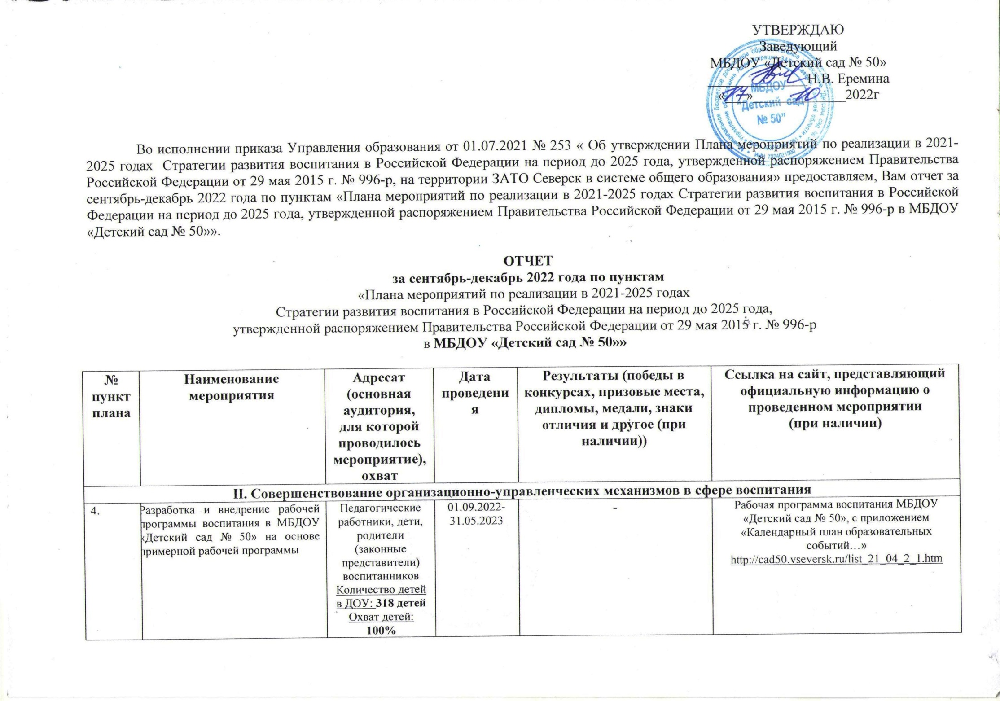 УТВЕРЖДАЮ
Заведующий
МБДОУ «Детский сад № 50»
Н.В. Еремина
«17» 10 2022г
МБДОУ
"Детский сад
№ 50"
ИНН 7024021500
Во исполнении приказа Управления образования от 01.07.2021 № 253 « Об утверждении Плана мероприятий по реализации в 2021-
2025 годах Стратегии развития воспитания в Российской Федерации на период до 2025 года, утвержденной распоряжением Правительства
Российской Федерации от 29 мая 2015 г. № 996-р, на территории ЗАТО Северск в системе общего образования» предоставляем, Вам отчет за
сентябрь-декабрь 2022 года по пунктам «Плана мероприятий по реализации в 2021-2025 годах Стратегии развития воспитания в Российской
Федерации на период до 2025 года, утвержденной распоряжением Правительства Российской Федерации от 29 мая 2015 г. № 996-р в МБДОУ
«Детский сад № 50»».
ОТЧЕТ
за сентябрь-декабрь 2022 года по пунктам
«Плана мероприятий по реализации в 2021-2025 годах
Стратегии развития воспитания в Российской Федерации на период до 2025 года,
утвержденной распоряжением Правительства Российской Федерации от 29 мая 2015 г. № 996-р
в МБДОУ «Детский сад № 50»»
№
пункт
плана
Наименование
мероприятия
Адресат
(основная
аудитория,
для которой
проводилось
мероприятие),
охват
Дата
проведени
я
Результаты (победы в
конкурсах, призовые места,
дипломы, медали, знаки
отличия и другое (при
наличии))
Ссылка на сайт, представляющий
официальную информацию о
проведенном мероприятии
(при наличии)
II. Совершенствование организационно-управленческих механизмов в сфере воспитания
4.
Разработка и внедрение рабочей
программы воспитания в МБДОУ
«Детский сад № 50» на основе
примерной рабочей программы
Педагогические
работники, дети,
родители
(законные
представители)
воспитанников
Количество детей
в ДОУ: 318 детей
Охват детей:
100%
01.09.2022-
31.05.2023
-
Рабочая программа воспитания МБДОУ
«Детский сад № 50», с приложением
«Календарный план образовательных
событий…»
http://cad50.vseversk.ru/list_21_04_2_1.htm